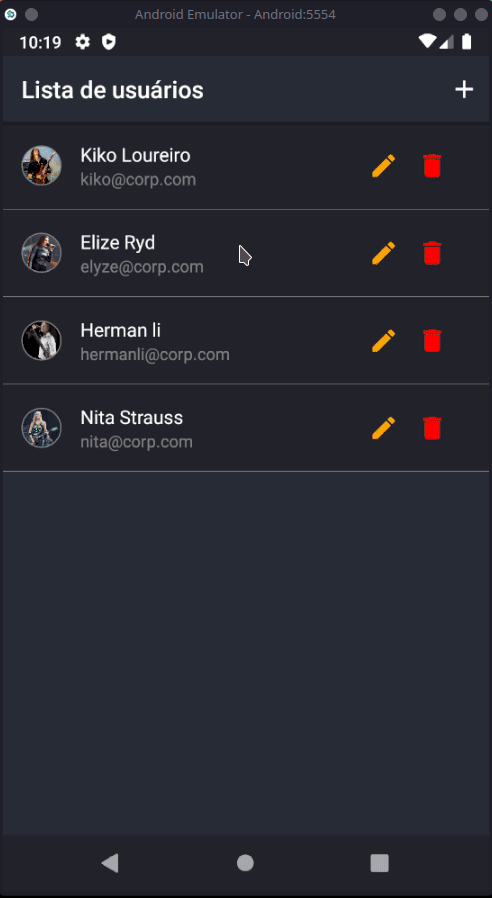 Android Emulator - Android:5554
10:19
Lista de usuários
Kiko Loureiro
kiko@corp.com
Elize Ryd
elyze@corp.com
Herman li
hermanli@corp.com
Nita Strauss
nita@corp.com